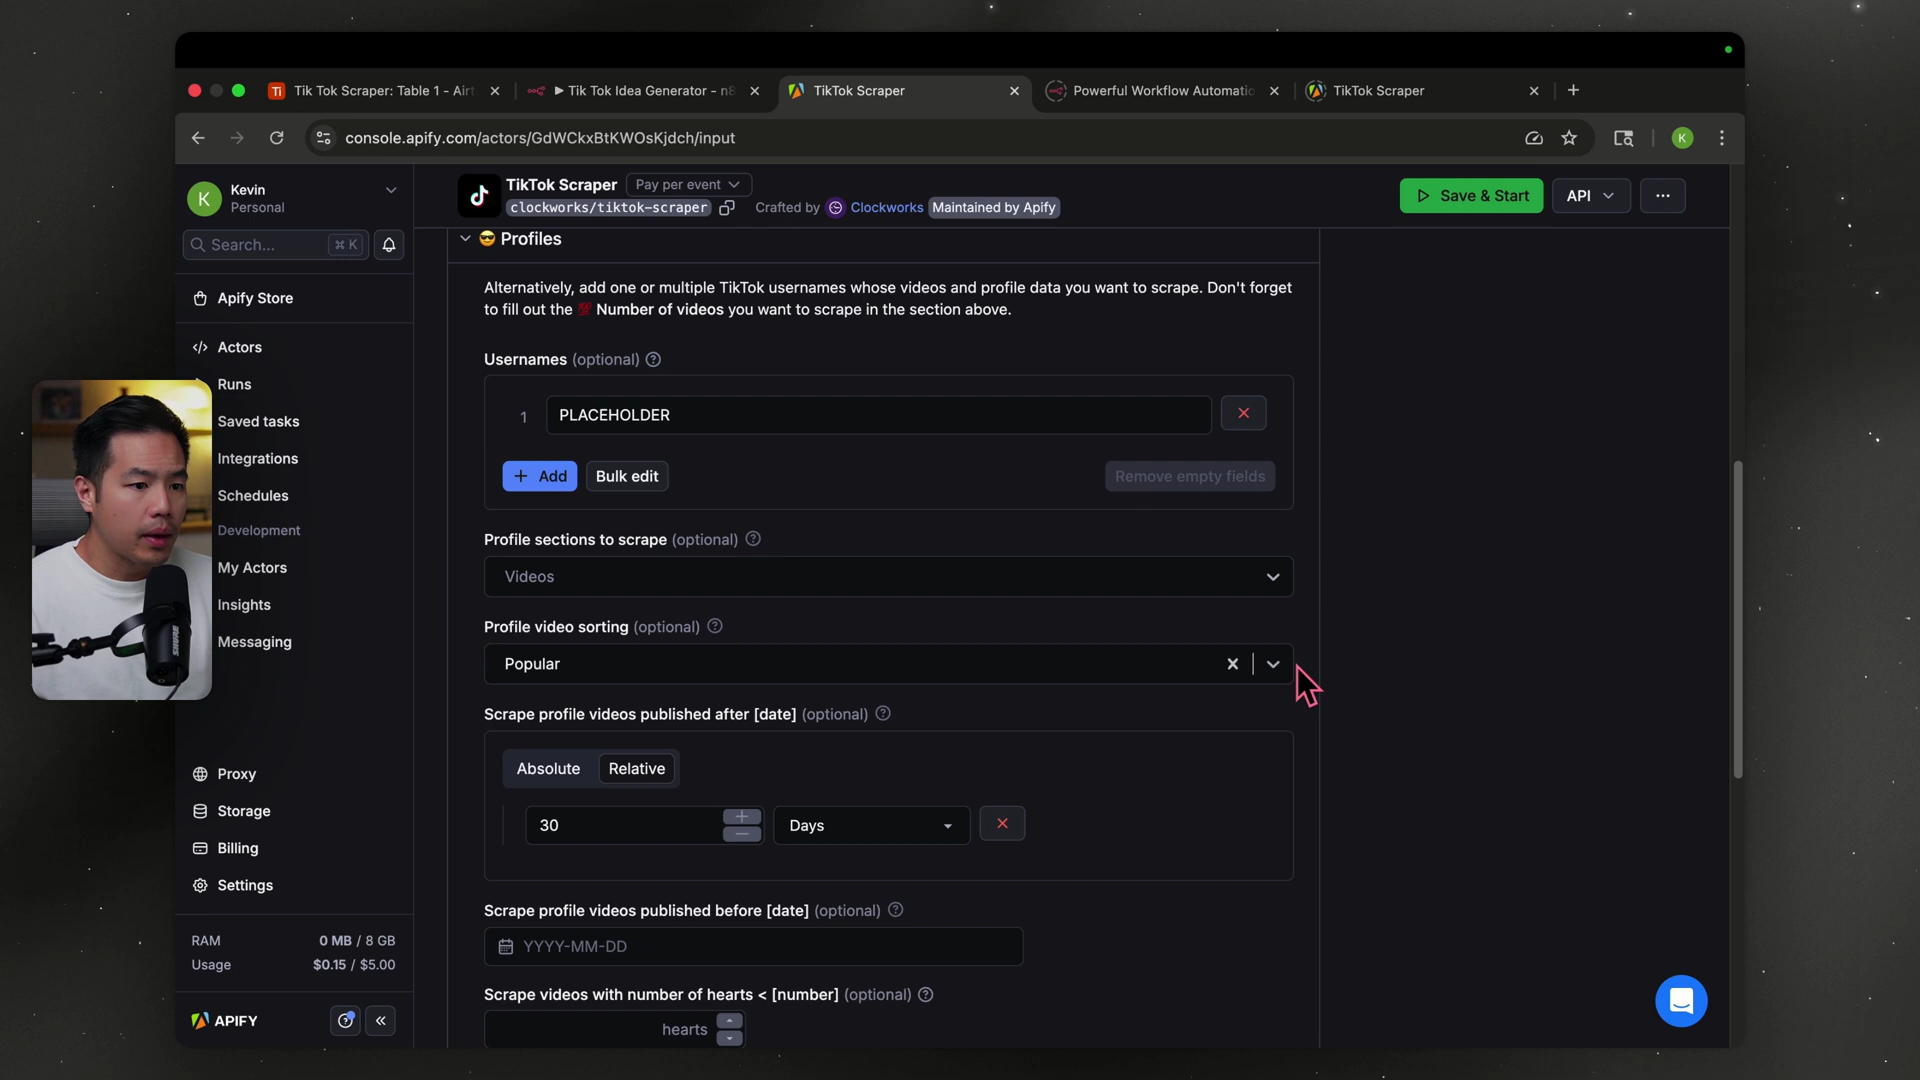 Tik Tok Scraper: Table 1 - Airt
Tik Tok Idea Generator - n8
TikTok Scraper
Powerful Workflow Automatio
TikTok Scraper
console.apify.com/actors/GdWCkxBtKWOsKjdch/input
K
K
Kevin
Personal
Search...
⌘ K
Apify Store
Actors
Runs
Saved tasks
Integrations
Schedules
Development
My Actors
Insights
Messaging
Proxy
Storage
Billing
Settings
RAM 0 MB / 8 GB
Usage $0.15 / $5.00
APIFY
TikTok Scraper
Pay per event
clockworks/tiktok-scraper
Crafted by Clockworks Maintained by Apify
Save & Start
API
Profiles
Alternatively, add one or multiple TikTok usernames whose videos and profile data you want to scrape. Don't forget
to fill out the 💯 Number of videos you want to scrape in the section above.
Usernames (optional)
1 PLACEHOLDER
+ Add
Bulk edit
Remove empty fields
Profile sections to scrape (optional)
Videos
Profile video sorting (optional)
Popular
Scrape profile videos published after [date] (optional)
Absolute Relative
30
Days
Scrape profile videos published before [date] (optional)
YYYY-MM-DD
Scrape videos with number of hearts < [number] (optional)
hearts